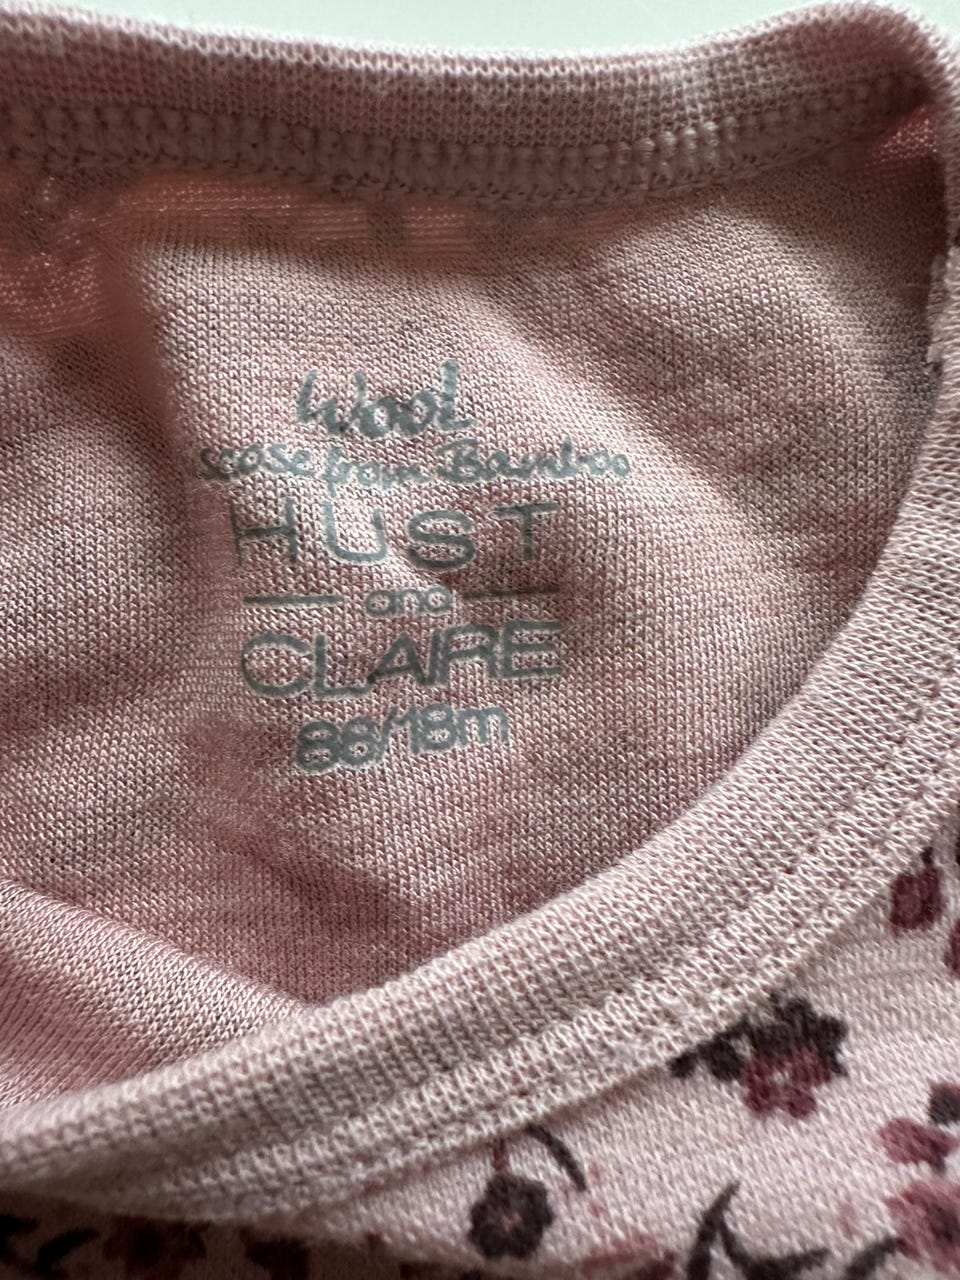 Wool
scose from Bamboo
HUST
and
CLAIRE
86/18m